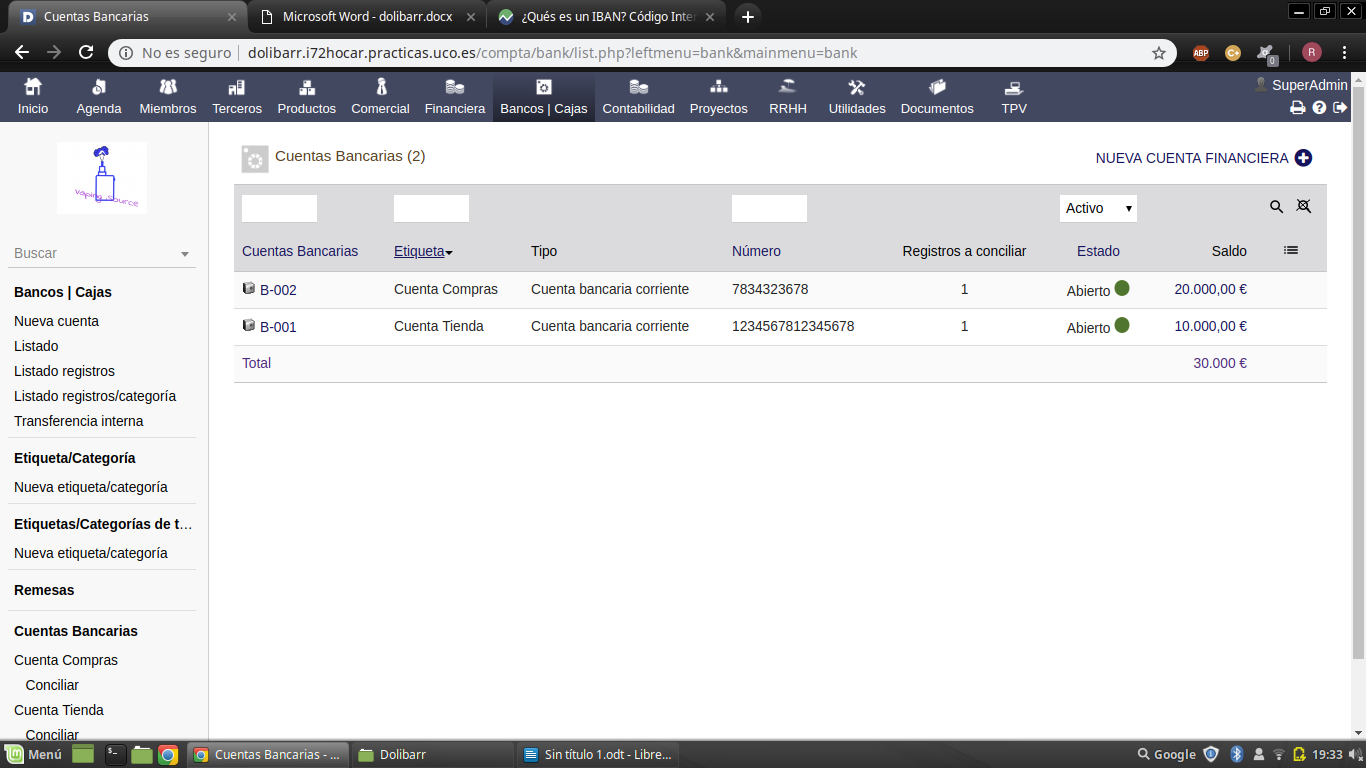 Cuentas Bancarias
Microsoft Word - dolibarr.docx
¿Qués es un IBAN? Código Inter
No es seguro
dolibarr.i72hocar.practicas.uco.es/compta/bank/list.php?leftmenu=bank&mainmenu=bank
ABP
C+
0
R
Inicio
Agenda
Miembros
Terceros
Productos
Comercial
Financiera
Bancos | Cajas
Contabilidad
Proyectos
RRHH
Utilidades
Documentos
TPV
SuperAdmin
vaping source
Buscar
Bancos | Cajas
Nueva cuenta
Listado
Listado registros
Listado registros/categoría
Transferencia interna
Etiqueta/Categoría
Nueva etiqueta/categoría
Etiquetas/Categorías de t…
Nueva etiqueta/categoría
Remesas
Cuentas Bancarias
Cuenta Compras
Conciliar
Cuenta Tienda
Conciliar
Cuentas Bancarias (2)
NUEVA CUENTA FINANCIERA
Activo
Cuentas Bancarias Etiqueta Tipo Número Registros a conciliar Estado Saldo
B-002 Cuenta Compras Cuenta bancaria corriente 7834323678 1 Abierto 20.000,00 €
B-001 Cuenta Tienda Cuenta bancaria corriente 1234567812345678 1 Abierto 10.000,00 €
Total 30.000 €
Menú
Cuentas Bancarias - ...
Dolibarr
Sin título 1.odt - Libre...
Google
19:33